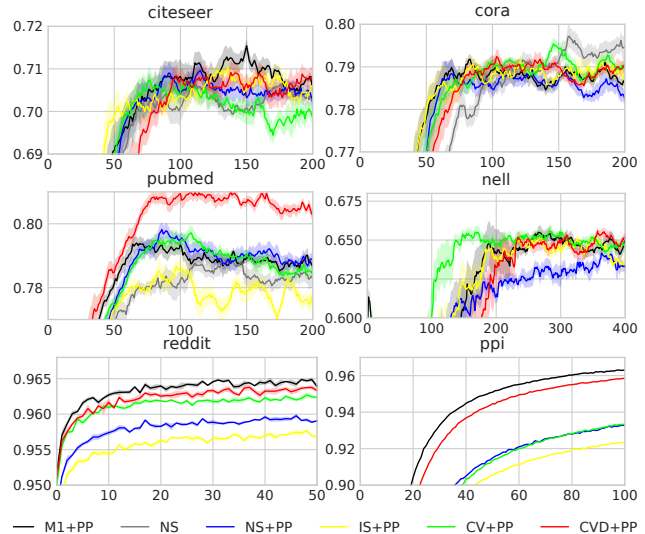 citeseer
cora
0.72
0.71
0.70
0.69
0 50 100 150 200
0.80
0.79
0.78
0.77
0 50 100 150 200
pubmed
nell
0.80
0.78
0 50 100 150 200
0.675
0.650
0.625
0.600
0 100 200 300 400
reddit
ppi
0.965
0.960
0.955
0.950
0 10 20 30 40 50
0.96
0.94
0.92
0.90
0 20 40 60 80 100
M1+PP NS NS+PP IS+PP CV+PP CVD+PP